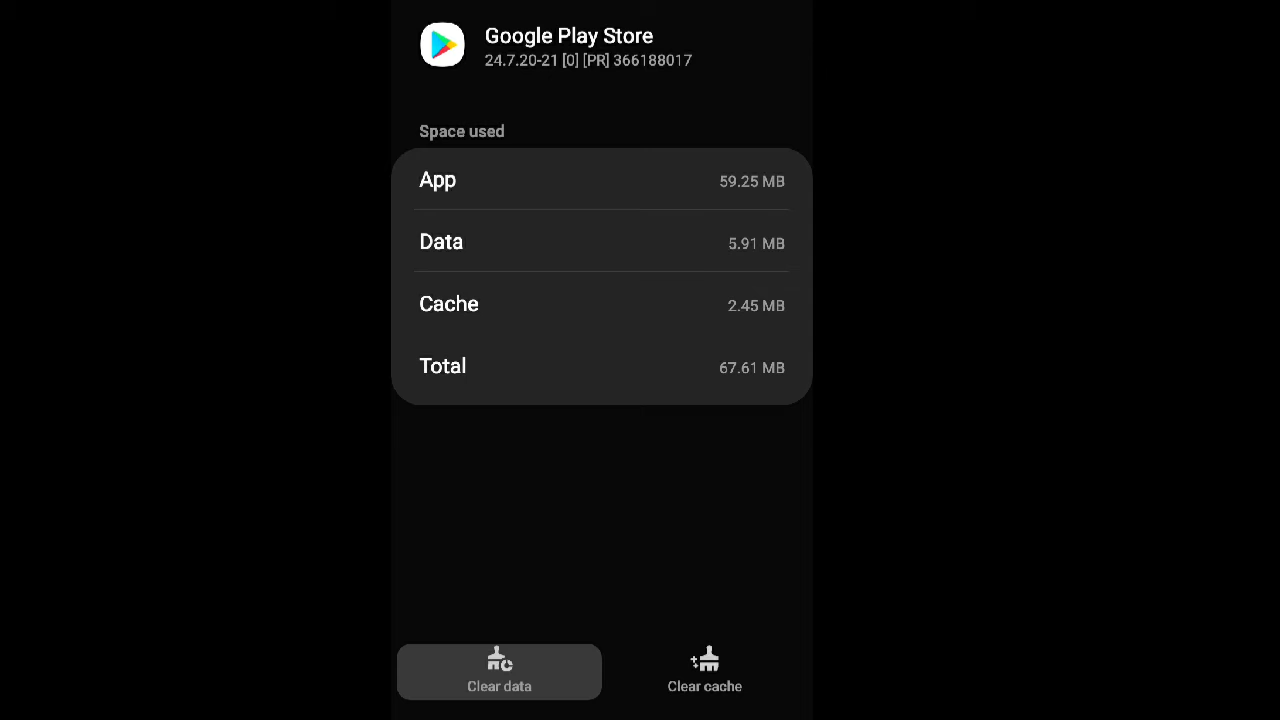 Google Play Store
24.7.20-21 [0] [PR] 366188017
Space used
App 59.25 MB
Data 5.91 MB
Cache 2.45 MB
Total 67.61 MB
Clear data Clear cache